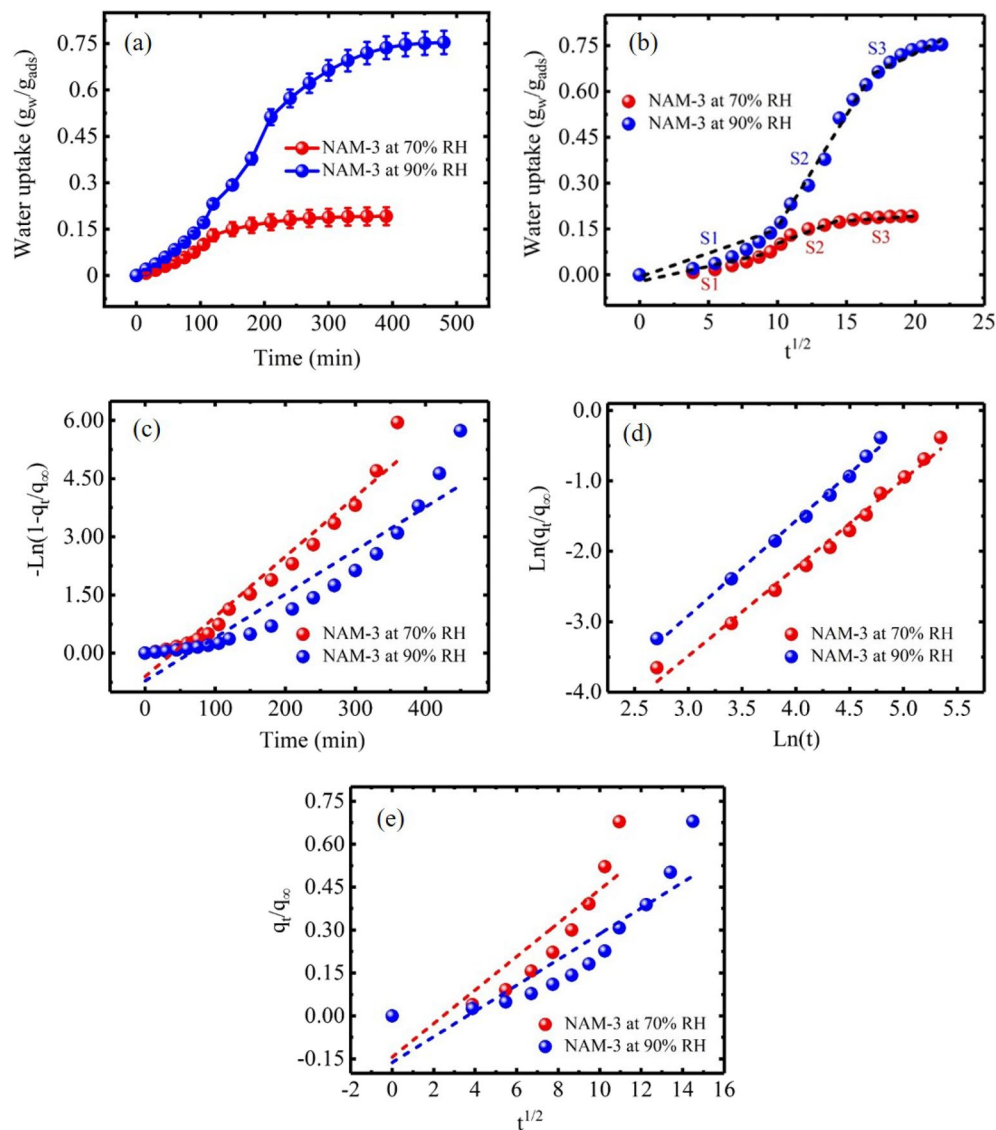 (a)
0.75
0.60
0.45
0.30
0.15
0
Water uptake (g_w/g_ads)
NAM-3 at 70% RH
NAM-3 at 90% RH
0 100 200 300 400 500
Time (min)
(b)
0.75
0.60
0.45
0.30
0.15
0.00
Water uptake (g_w/g_ads)
NAM-3 at 70% RH
NAM-3 at 90% RH
S3
S2
S1
S2
S3
S1
0 5 10 15 20 25
t^{1/2}
(c)
6.00
4.50
3.00
1.50
0.00
-Ln(1-q_t/q_∞)
NAM-3 at 70% RH
NAM-3 at 90% RH
0 100 200 300 400
Time (min)
(d)
0.0
-1.0
-2.0
-3.0
-4.0
Ln(q_t/q_∞)
NAM-3 at 70% RH
NAM-3 at 90% RH
2.5 3.0 3.5 4.0 4.5 5.0 5.5
Ln(t)
(e)
0.75
0.60
0.45
0.30
0.15
0.00
-0.15
q_t/q_∞
NAM-3 at 70% RH
NAM-3 at 90% RH
-2 0 2 4 6 8 10 12 14 16
t^{1/2}